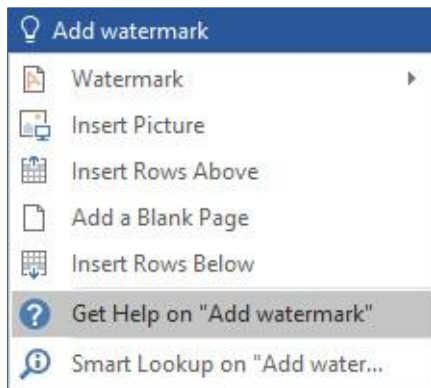 Add watermark
Watermark
Insert Picture
Insert Rows Above
Add a Blank Page
Insert Rows Below
Get Help on "Add watermark"
Smart Lookup on "Add water...